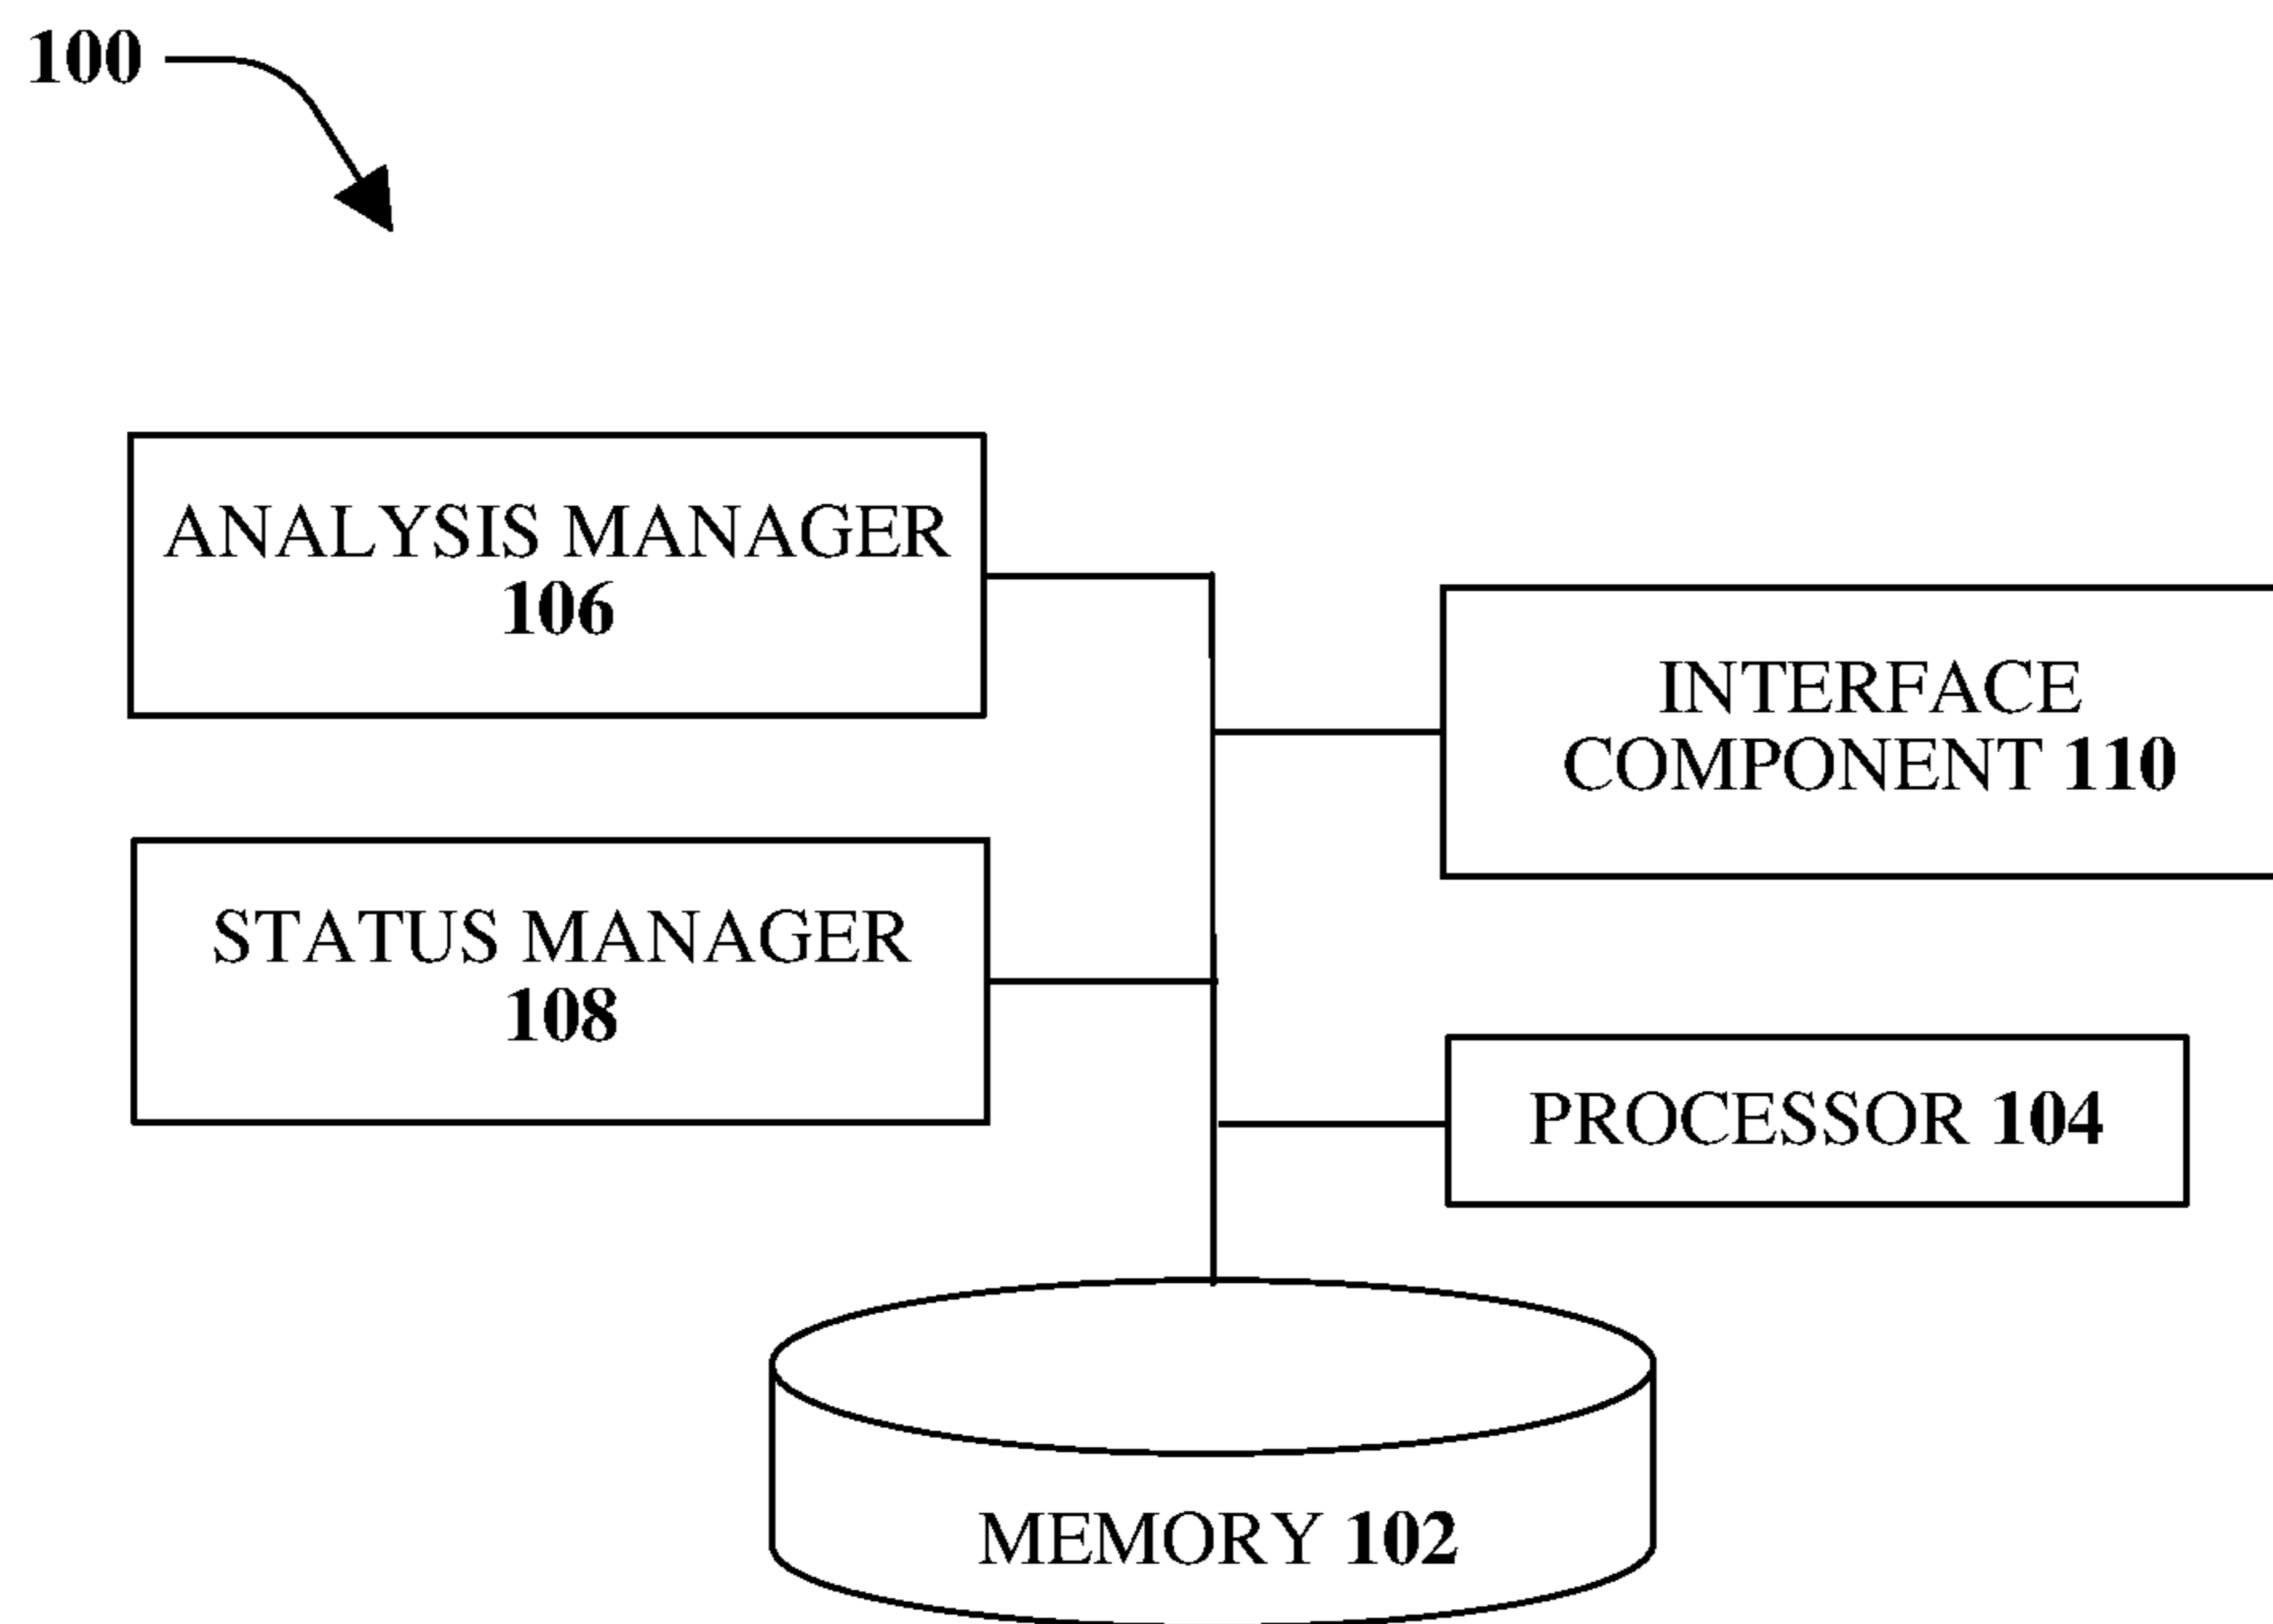 100
ANALYSIS MANAGER
106
INTERFACE
COMPONENT 110
STATUS MANAGER
108
PROCESSOR 104
MEMORY 102